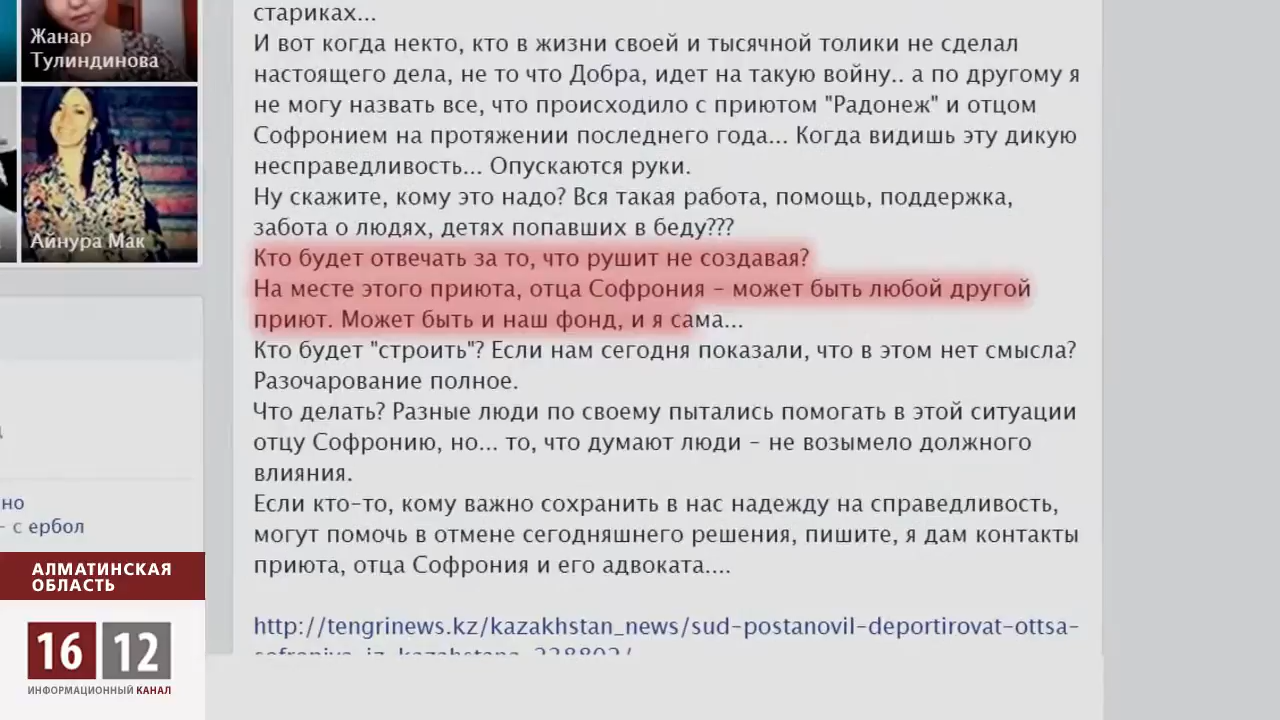 Жанар
Тулиндинова
Айнура Мак
стариках...
И вот когда некто, кто в жизни своей и тысячной толики не сделал
настоящего дела, не то что Добра, идет на такую войну.. а по другому я
не могу назвать все, что происходило с приютом "Радонеж" и отцом
Софронием на протяжении последнего года... Когда видишь эту дикую
несправедливость... Опускаются руки.
Ну скажите, кому это надо? Вся такая работа, помощь, поддержка,
забота о людях, детях попавших в беду???
Кто будет отвечать за то, что рушит не создавая?
На месте этого приюта, отца Софрония – может быть любой другой
приют. Может быть и наш фонд, и я сама...
Кто будет "строить"? Если нам сегодня показали, что в этом нет смысла?
Разочарование полное.
Что делать? Разные люди по своему пытались помогать в этой ситуации
отцу Софронию, но... то, что думают люди – не возымело должного
влияния.
Если кто-то, кому важно сохранить в нас надежду на справедливость,
могут помочь в отмене сегодняшнего решения, пишите, я дам контакты
приюта, отца Софрония и его адвоката....
http://tengrinews.kz/kazakhstan_news/sud-postanovil-deportirovat-ottsa-
но
– с ербол
АЛМАТИНСКАЯ
ОБЛАСТЬ
16 12
ИНФОРМАЦИОННЫЙ КАНАЛ